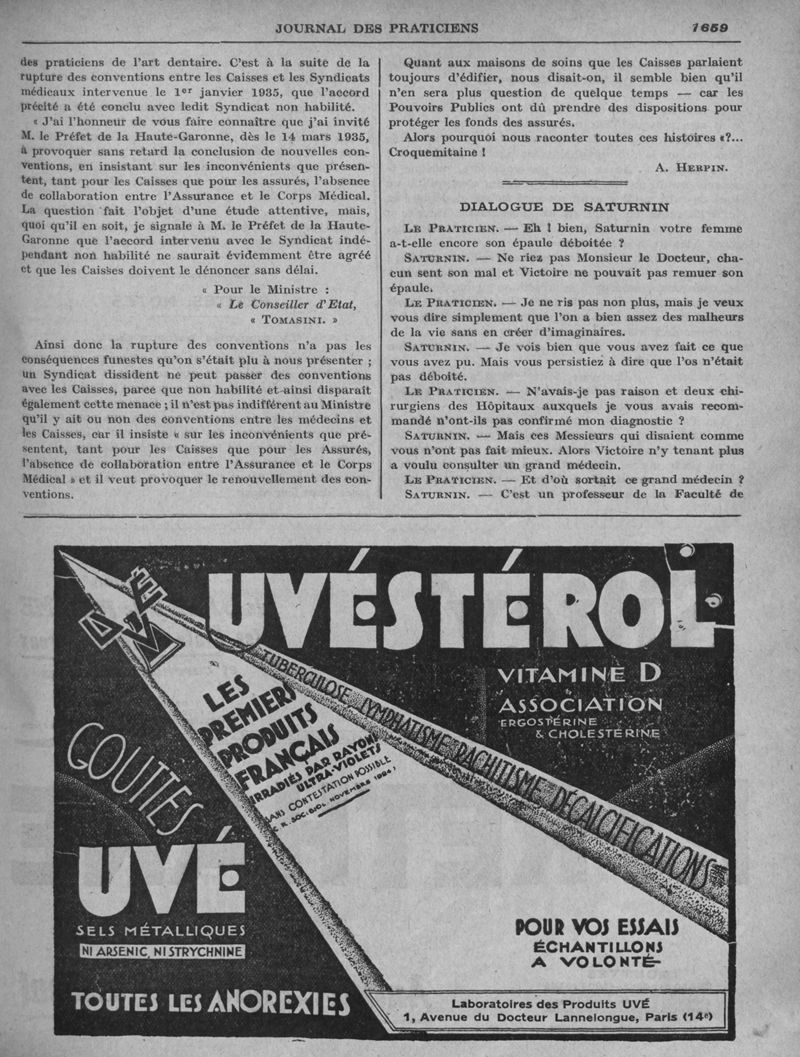 JOURNAL DES PRATICIENS 1659
des praticiens de l'art dentaire. C'est à la suite de la
rupture des conventions entre les Caisses et les Syndicats
médicaux intervenue le 1er janvier 1935, que l'accord
précité a été conclu avec ledit Syndicat non habilité.
« J'ai l'honneur de vous faire connaître que j'ai invité
M. le Préfet de la Haute-Garonne, dès le 14 mars 1935,
à provoquer sans retard la conclusion de nouvelles con-
ventions, en insistant sur les inconvénients que présen-
tent, tant pour les Caisses que pour les assurés, l'absence
de collaboration entre l'Assurance et le Corps Médical.
La question fait l'objet d'une étude attentive, mais,
quoi qu'il en soit, je signale à M. le Préfet de la Haute-
Garonne que l'accord intervenu avec le Syndicat indé-
pendant non habilité ne saurait évidemment être agréé
et que les Caisses doivent le dénoncer sans délai.
« Pour le Ministre :
« Le Conseiller d'Etat,
« TOMASINI. »
Ainsi donc la rupture des conventions n'a pas les
conséquences funestes qu'on s'était plu à nous présenter ;
un Syndicat dissident ne peut passer des conventions
avec les Caisses, parce que non habilité et ainsi disparaît
également cette menace ; il n'est pas indifférent au Ministre
qu'il y ait ou non des conventions entre les médecins et
les Caisses, car il insiste « sur les inconvénients que pré-
sentent, tant pour les Caisses que pour les Assurés,
l'absence de collaboration entre l'Assurance et le Corps
Médical » et il veut provoquer le renouvellement des con-
ventions.
Quant aux maisons de soins que les Caisses parlaient
toujours d'édifier, nous disait-on, il semble bien qu'il
n'en sera plus question de quelque temps — car les
Pouvoirs Publics ont dû prendre des dispositions pour
protéger les fonds des assurés.
Alors pourquoi nous raconter toutes ces histoires «?...
Croquemitaine !
A. HERPIN.
DIALOGUE DE SATURNIN
LE PRATICIEN. — Eh ! bien, Saturnin votre femme
a-t-elle encore son épaule déboitée ?
SATURNIN. — Ne riez pas Monsieur le Docteur, cha-
cun sent son mal et Victoire ne pouvait pas remuer son
épaule.
LE PRATICIEN. — Je ne ris pas non plus, mais je veux
vous dire simplement que l'on a bien assez des malheurs
de la vie sans en créer d'imaginaires.
SATURNIN. — Je vois bien que vous avez fait ce que
vous avez pu. Mais vous persistiez à dire que l'os n'était
pas déboité.
LE PRATICIEN. — N'avais-je pas raison et deux chi-
rurgiens des Hôpitaux auxquels je vous avais recom-
mandé n'ont-ils pas confirmé mon diagnostic ?
SATURNIN. — Mais ces Messieurs qui disaient comme
vous n'ont pas fait mieux. Alors Victoire n'y tenant plus
a voulu consulter un grand médecin.
LE PRATICIEN. — Et d'où sortait ce grand médecin ?
SATURNIN. — C'est un professeur de la Faculté de
UVÉSTÉROL
VITAMINE D
&
ASSOCIATION
ERGOSTÉRINE
& CHOLESTÉRINE
TUBERCULOSE - LYMPHATISME - RACHITISME - DÉCALCIFICATIONS
LES
PREMIERS
PRODUITS
FRANÇAIS
IRRADIÉS PAR RAYONS
ULTRA-VIOLETS
SANS CONTESTATION POSSIBLE
GOUTTES
UVÉ
SELS MÉTALLIQUES
NI ARSENIC, NI STRYCHNINE
TOUTES LES ANOREXIES
POUR VOS ESSAIS
ÉCHANTILLONS
A VOLONTÉ
Laboratoires des Produits UVÉ
1, Avenue du Docteur Lannelongue, Paris (14e)